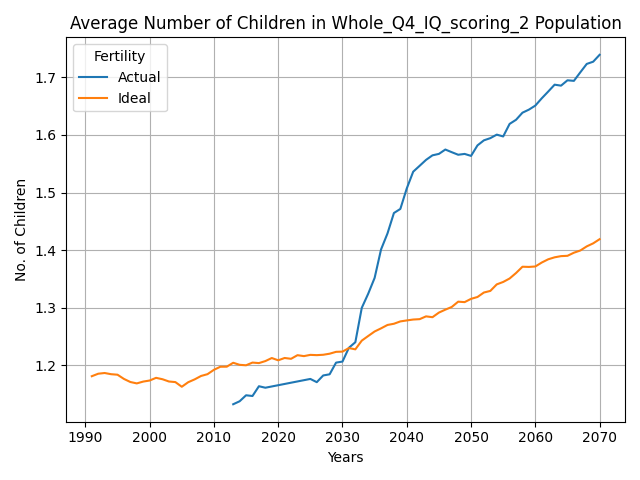 Average Number of Children in Whole_Q4_IQ_scoring_2 Population
Fertility
Actual
Ideal
No. of Children
1.7
1.6
1.5
1.4
1.3
1.2
1990 2000 2010 2020 2030 2040 2050 2060 2070
Years